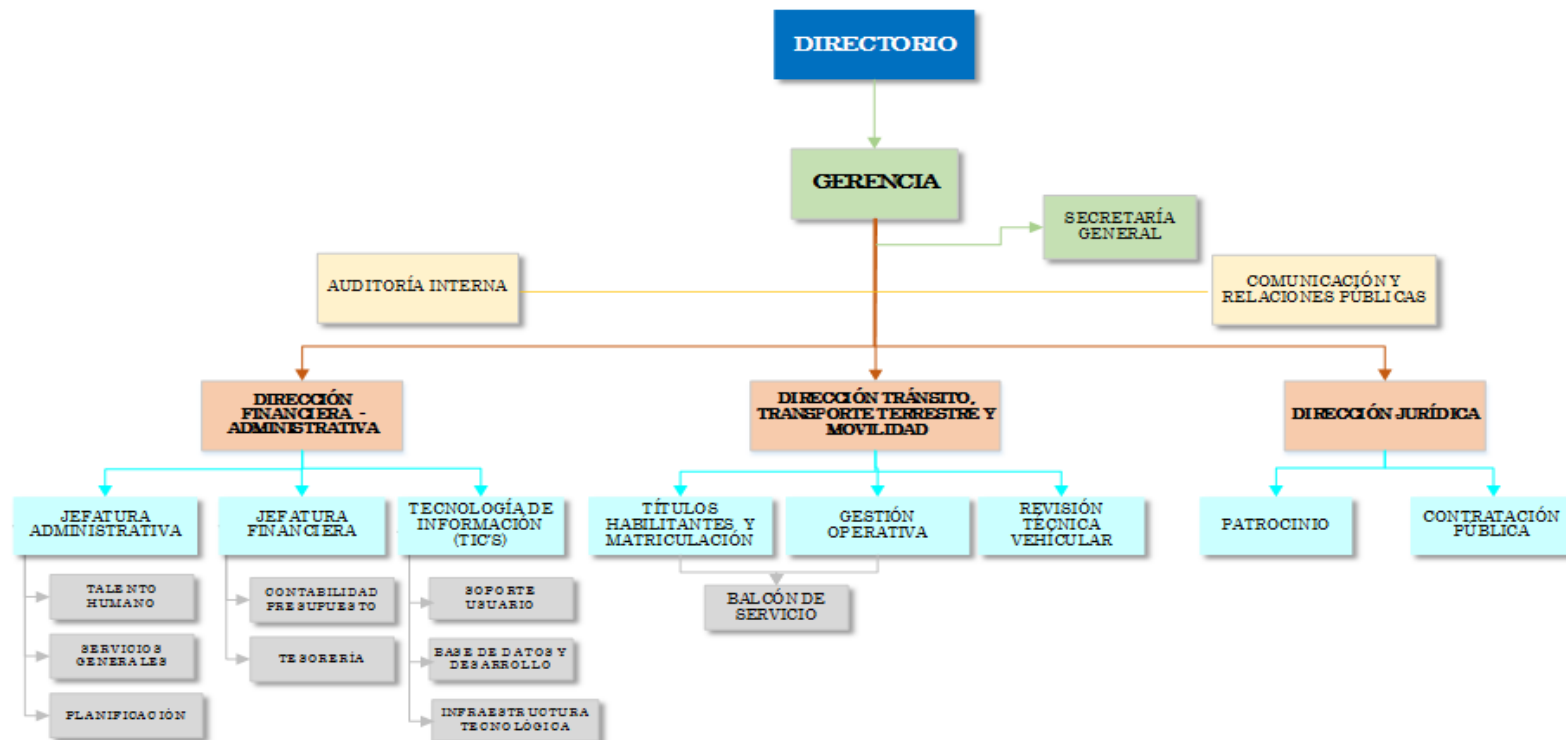 DIRECTORIO
GERENCIA
SECRETARÍA
GENERAL
AUDITORÍA INTERNA
COMUNICACIÓN Y
RELACIONES PÚBLICAS
DIRECCIÓN
FINANCIERA -
ADMINISTRATIVA
DIRECCIÓN TRÁNSITO,
TRANSPORTE TERRESTRE Y
MOVILIDAD
DIRECCIÓN JURÍDICA
JEFATURA
ADMINISTRATIVA
JEFATURA
FINANCIERA
TECNOLOGÍA DE
INFORMACIÓN
(TIC'S)
TÍTULOS
HABILITANTES, Y
MATRICULACIÓN
GESTIÓN
OPERATIVA
REVISIÓN
TÉCNICA
VEHÍCULAR
PATROCINIO
CONTRATACIÓN
PÚBLICA
TALENTO
HUMANO
SERVICIOS
GENERALES
PLANIFICACIÓN
CONTABILIDAD
PRESUPUESTO
TESORERÍA
SOPORTE
USUARIO
BASE DE DATOS Y
DESARROLLO
INFRAESTRUCTURA
TECNOLÓGICA
BALCÓN DE
SERVICIO